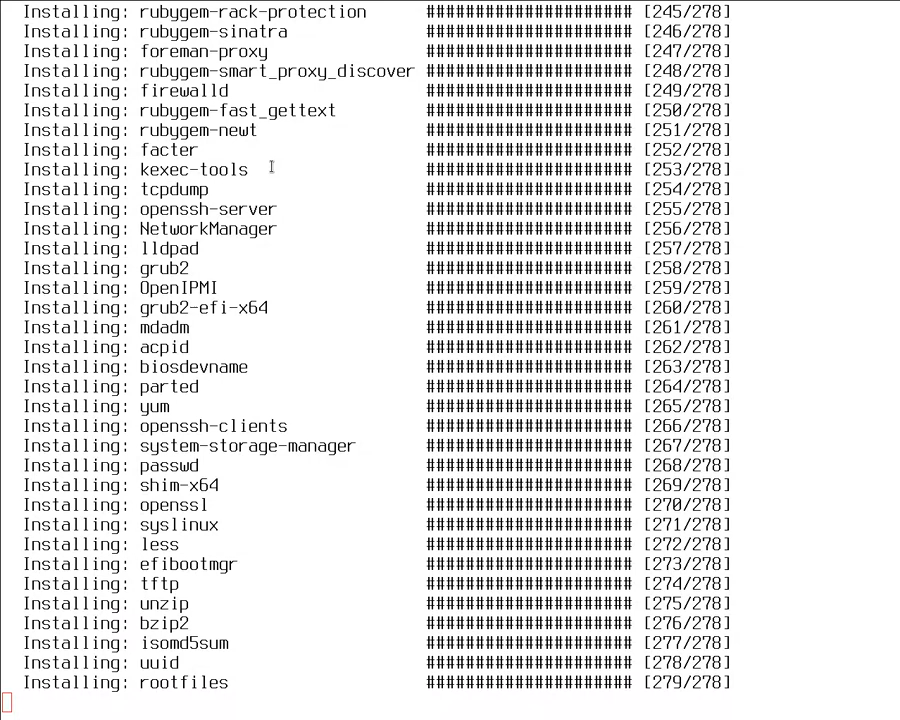 Installing: rubygem-rack-protection ##################### [245/278]
Installing: rubygem-sinatra ##################### [246/278]
Installing: foreman-proxy ##################### [247/278]
Installing: rubygem-smart_proxy_discover ##################### [248/278]
Installing: firewalld ##################### [249/278]
Installing: rubygem-fast_gettext ##################### [250/278]
Installing: rubygem-newt ##################### [251/278]
Installing: facter ##################### [252/278]
Installing: kexec-tools ##################### [253/278]
Installing: tcpdump ##################### [254/278]
Installing: openssh-server ##################### [255/278]
Installing: NetworkManager ##################### [256/278]
Installing: lldpad ##################### [257/278]
Installing: grub2 ##################### [258/278]
Installing: OpenIPMI ##################### [259/278]
Installing: grub2-efi-x64 ##################### [260/278]
Installing: mdadm ##################### [261/278]
Installing: acpid ##################### [262/278]
Installing: biosdevname ##################### [263/278]
Installing: parted ##################### [264/278]
Installing: yum ##################### [265/278]
Installing: openssh-clients ##################### [266/278]
Installing: system-storage-manager ##################### [267/278]
Installing: passwd ##################### [268/278]
Installing: shim-x64 ##################### [269/278]
Installing: openssl ##################### [270/278]
Installing: syslinux ##################### [271/278]
Installing: less ##################### [272/278]
Installing: efibootmgr ##################### [273/278]
Installing: tftp ##################### [274/278]
Installing: unzip ##################### [275/278]
Installing: bzip2 ##################### [276/278]
Installing: isomd5sum ##################### [277/278]
Installing: uuid ##################### [278/278]
Installing: rootfiles ##################### [279/278]